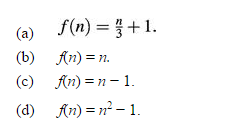 (a) f(n) = n/3 + 1.
(b) f(n) = n.
(c) f(n) = n − 1.
(d) f(n) = n² − 1.